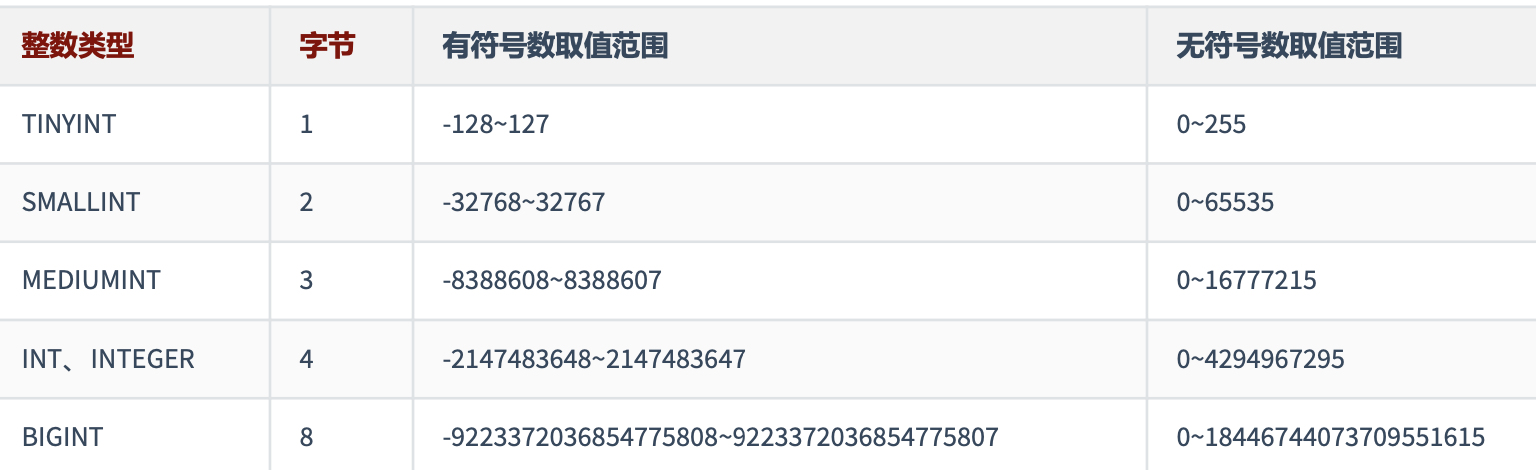 整数类型 字节 有符号数取值范围 无符号数取值范围
TINYINT 1 -128~127 0~255
SMALLINT 2 -32768~32767 0~65535
MEDIUMINT 3 -8388608~8388607 0~16777215
INT、INTEGER 4 -2147483648~2147483647 0~4294967295
BIGINT 8 -9223372036854775808~9223372036854775807 0~18446744073709551615